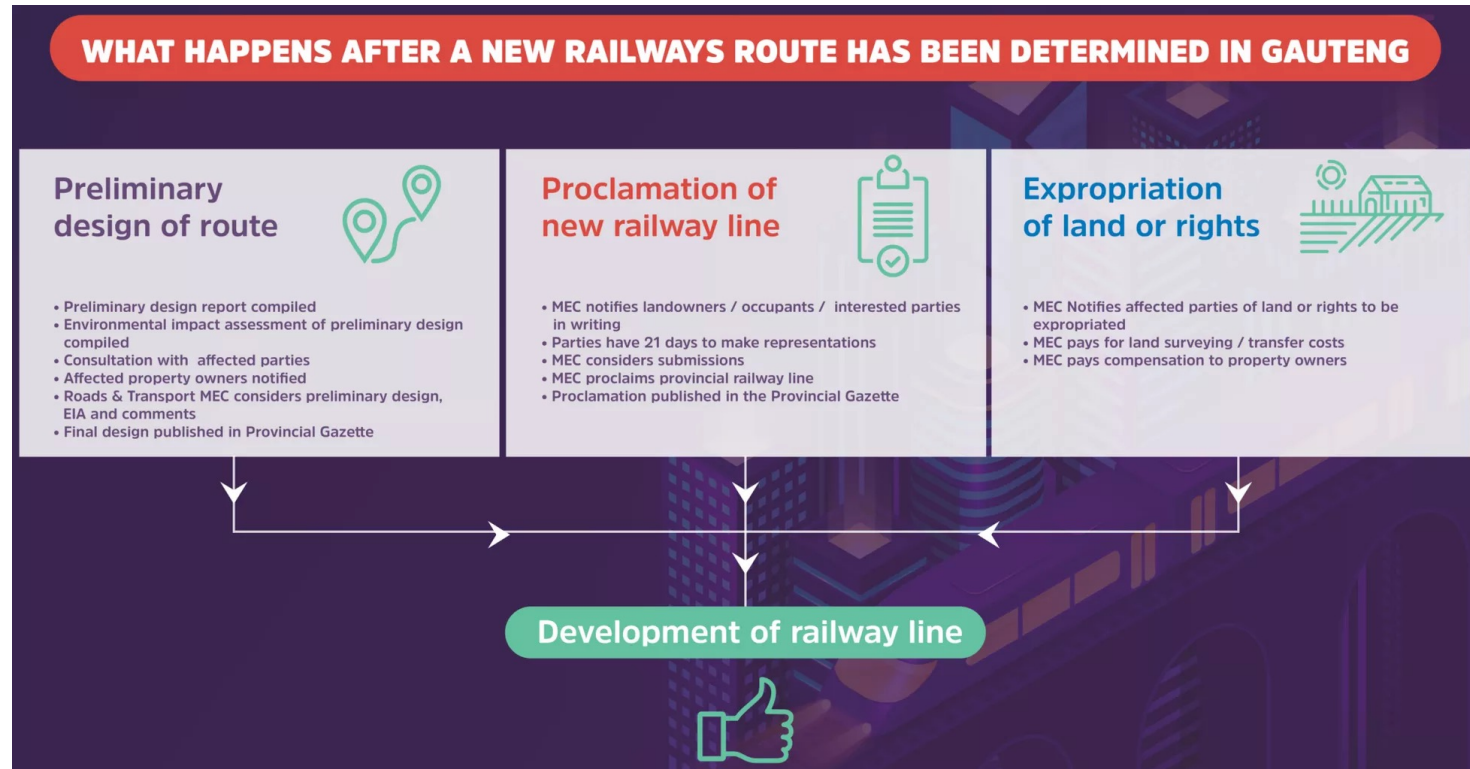 WHAT HAPPENS AFTER A NEW RAILWAYS ROUTE HAS BEEN DETERMINED IN GAUTENG
Preliminary
design of route
• Preliminary design report compiled
• Environmental impact assessment of preliminary design
compiled
• Consultation with affected parties
• Affected property owners notified
• Roads & Transport MEC considers preliminary design,
EIA and comments
• Final design published in Provincial Gazette
Proclamation of
new railway line
• MEC notifies landowners / occupants / interested parties
in writing
• Parties have 21 days to make representations
• MEC considers submissions
• MEC proclaims provincial railway line
• Proclamation published in the Provincial Gazette
Expropriation
of land or rights
• MEC Notifies affected parties of land or rights to be
expropriated
• MEC pays for land surveying / transfer costs
• MEC pays compensation to property owners
Development of railway line